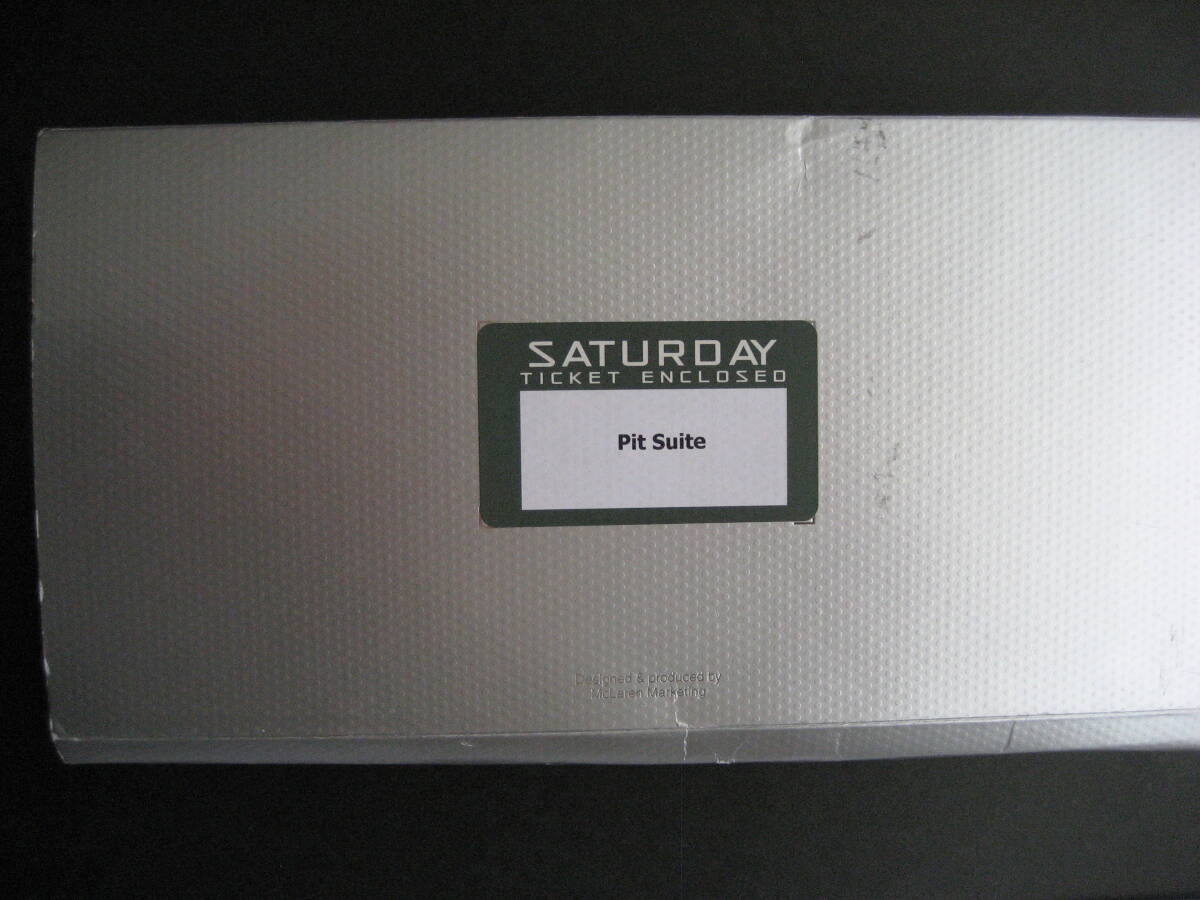 SATURDAY
TICKET ENCLOSED
Pit Suite
Designed & produced by
McLaren Marketing